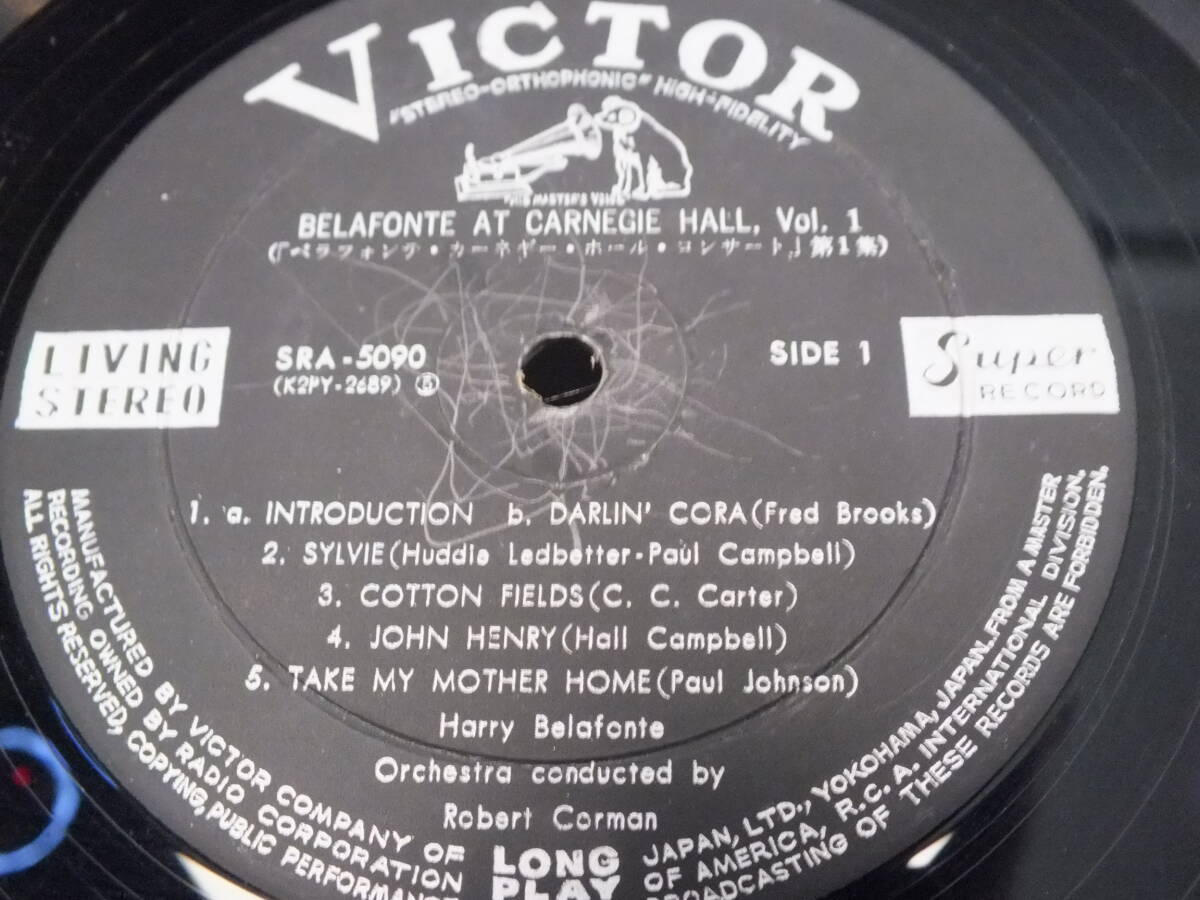 VICTOR
"STEREO-ORTHOPHONIC" HIGH-FIDELITY
"HIS MASTER'S VOICE"
BELAFONTE AT CARNEGIE HALL, Vol. 1
(『ベラフォンテ・カーネギー・ホール・コンサート』第1集)
LIVING
STEREO
SRA-5090
(K2PY-2689) Ⓢ
SIDE 1
Super
RECORD
1. a. INTRODUCTION b. DARLIN' CORA (Fred Brooks)
2. SYLVIE (Huddie Ledbetter-Paul Campbell)
3. COTTON FIELDS (C. C. Carter)
4. JOHN HENRY (Hall Campbell)
5. TAKE MY MOTHER HOME (Paul Johnson)
Harry Belafonte
Orchestra conducted by
Robert Corman
LONG
PLAY
MANUFACTURED BY VICTOR COMPANY OF JAPAN, LTD., YOKOHAMA, JAPAN. FROM A MASTER
RECORDING OWNED BY RADIO CORPORATION OF AMERICA, R.C.A. INTERNATIONAL DIVISION.
ALL RIGHTS RESERVED, COPYING, PUBLIC PERFORMANCE BROADCASTING OF THESE RECORDS ARE FORBIDDEN.